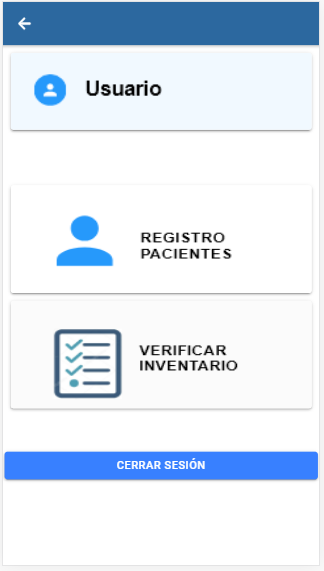 Usuario
REGISTRO
PACIENTES
VERIFICAR
INVENTARIO
CERRAR SESIÓN